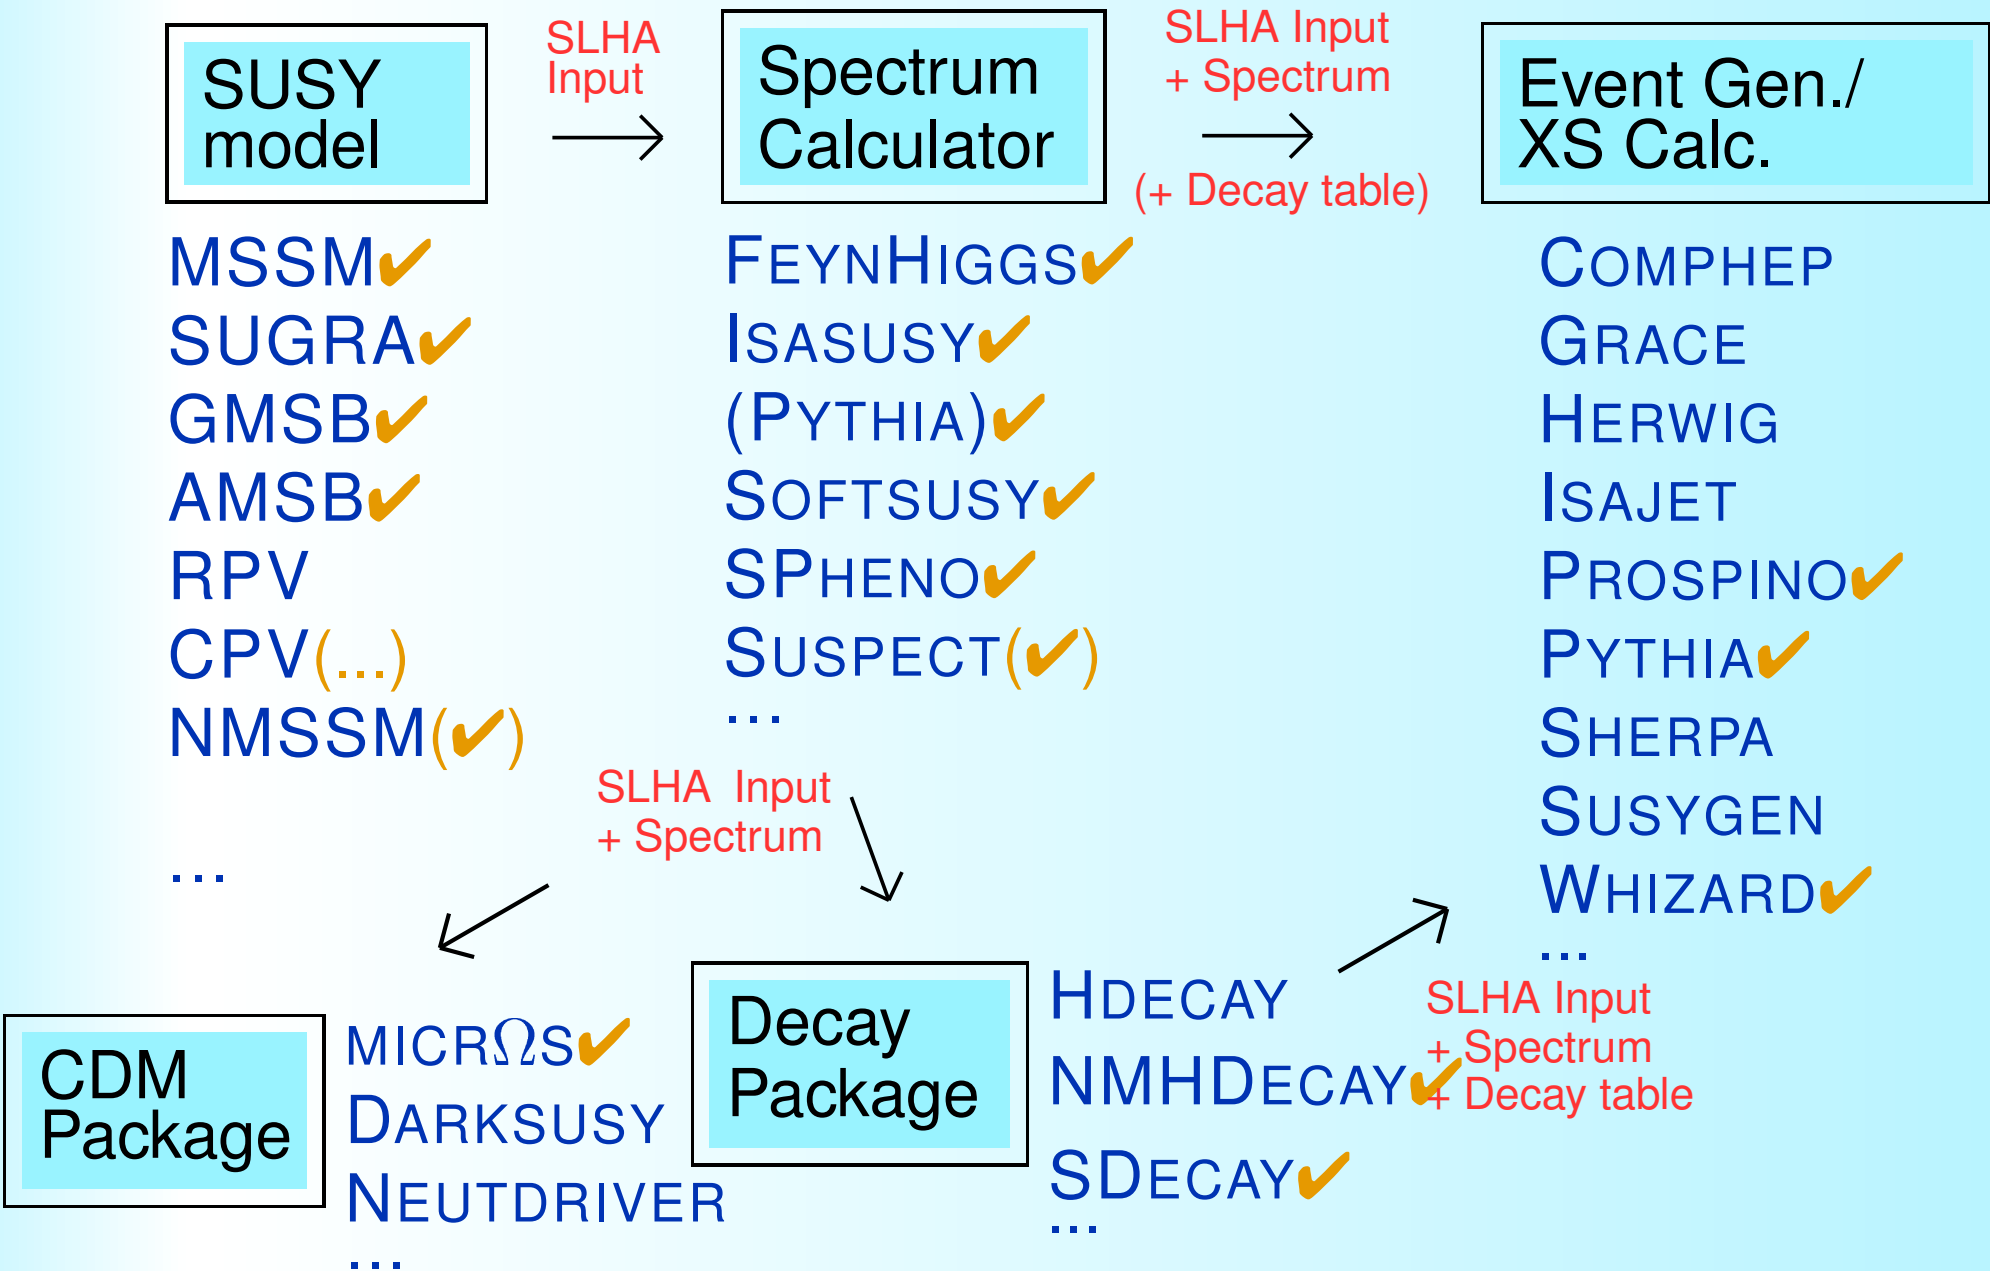 SUSY
model
SLHA
Input
Spectrum
Calculator
SLHA Input
+ Spectrum
(+ Decay table)
Event Gen./
XS Calc.
MSSM✔
SUGRA✔
GMSB✔
AMSB✔
RPV
CPV(...)
NMSSM(✔)
...
FEYNHIGGS✔
ISASUSY✔
(PYTHIA)✔
SOFTSUSY✔
SPHENO✔
SUSPECT(✔)
...
COMPHEP
GRACE
HERWIG
ISAJET
PROSPINO✔
PYTHIA✔
SHERPA
SUSYGEN
WHIZARD✔
...
SLHA Input
+ Spectrum
CDM
Package
MICRΩS✔
DARKSUSY
NEUTDRIVER
...
Decay
Package
HDECAY
NMHDECAY✔
SDECAY✔
...
SLHA Input
+ Spectrum
+ Decay table